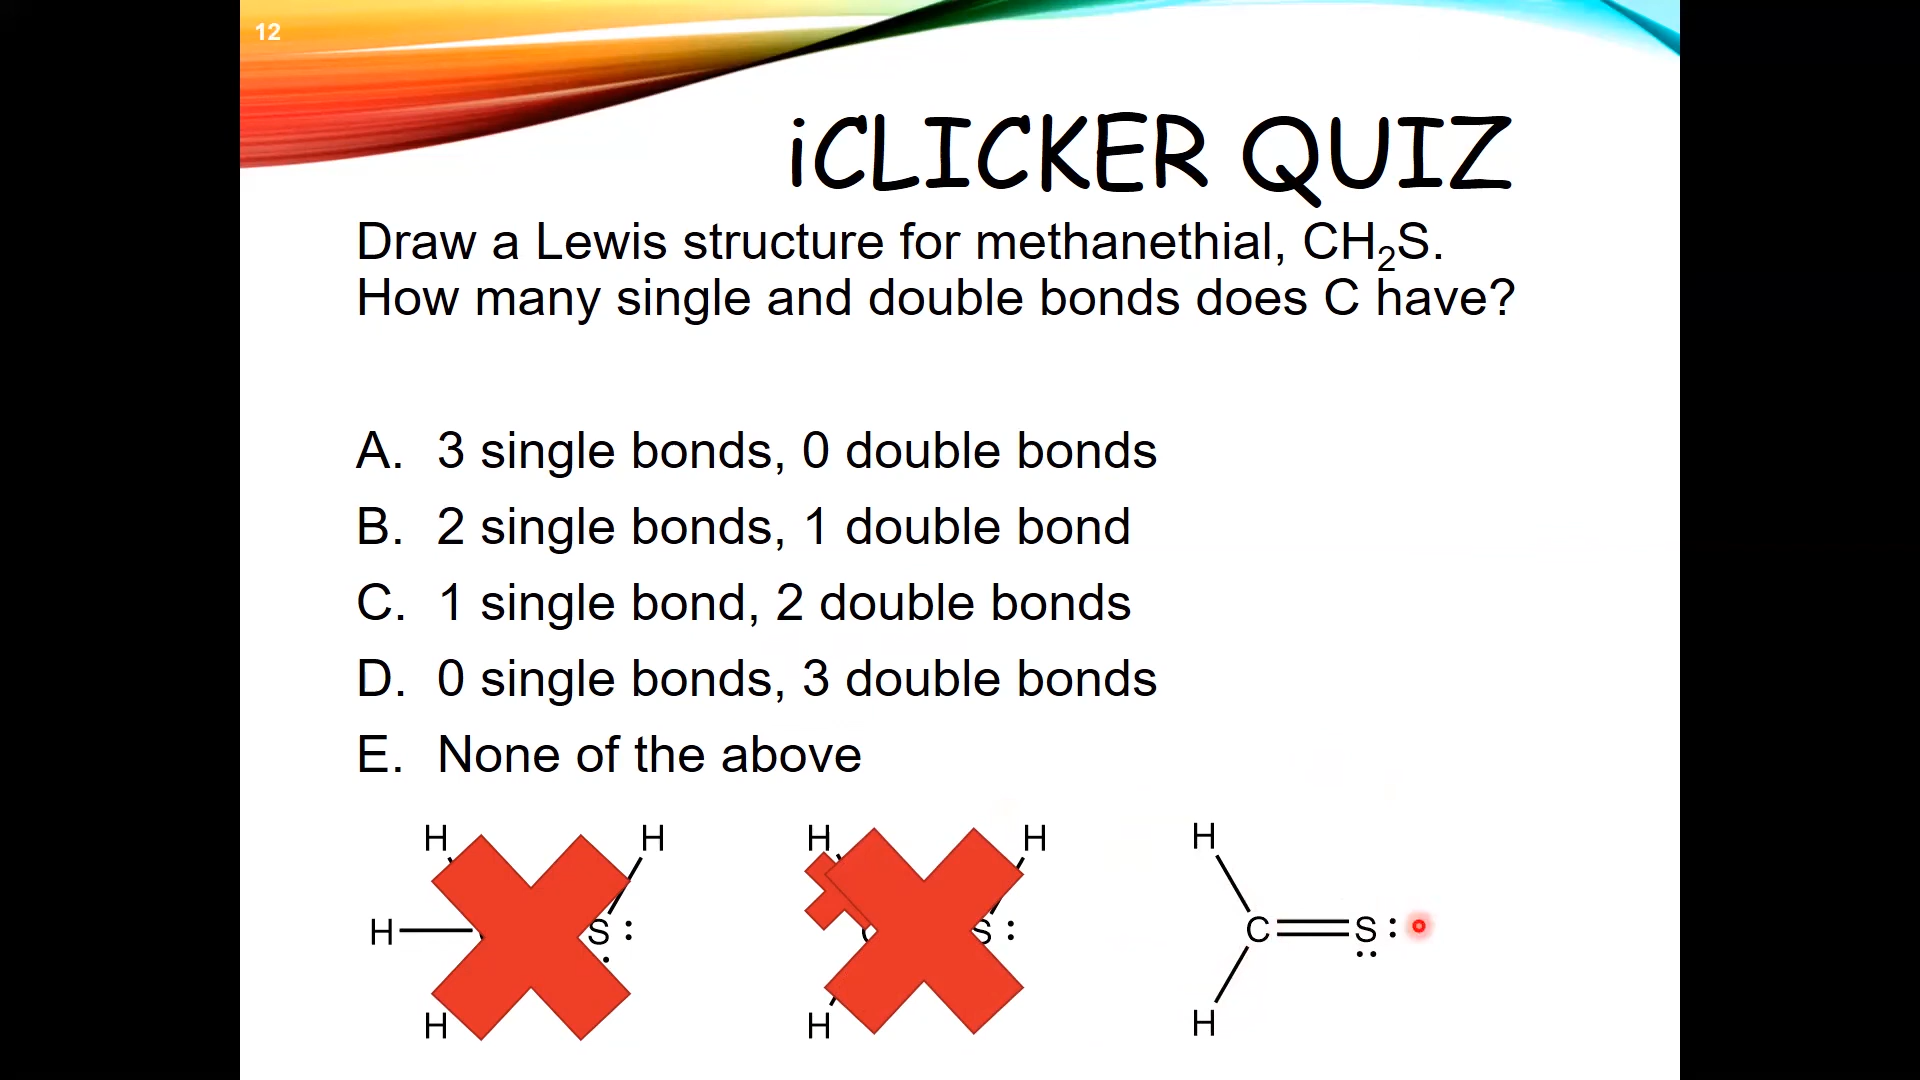 12
iCLICKER QUIZ
Draw a Lewis structure for methanethial, CH₂S.
How many single and double bonds does C have?
A. 3 single bonds, 0 double bonds
B. 2 single bonds, 1 double bond
C. 1 single bond, 2 double bonds
D. 0 single bonds, 3 double bonds
E. None of the above
H H H H H
H S : S : C S :
H H H